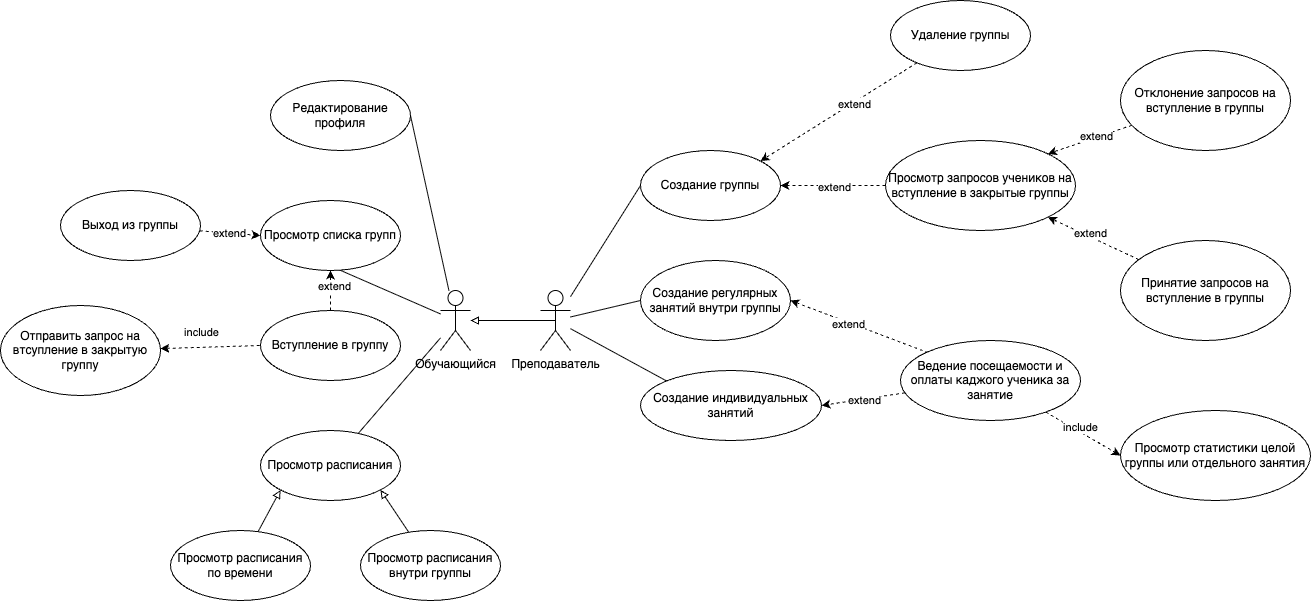 Удаление группы
extend
Отклонение запросов на
вступление в группы
extend
Редактирование
профиля
Создание группы
extend
Просмотр запросов учеников на
вступление в закрытые группы
extend
Принятие запросов на
вступление в группы
Выход из группы
extend
Просмотр списка групп
extend
Отправить запрос на
втсупление в закрытую
группу
include
Вступление в группу
Обучающийся
Преподаватель
Создание регулярных
занятий внутри группы
extend
Ведение посещаемости и
оплаты каджого ученика за
занятие
Создание индивидуальных
занятий
extend
include
Просмотр статистики целой
группы или отдельного занятия
Просмотр расписания
Просмотр расписания
по времени
Просмотр расписания
внутри группы